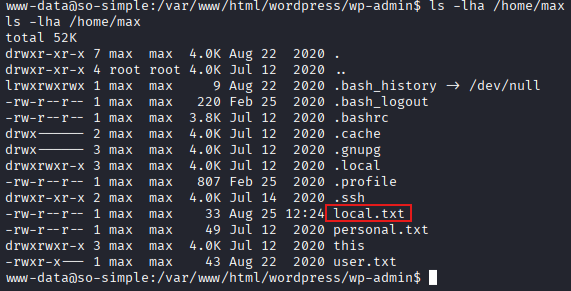 www-data@so-simple:/var/www/html/wordpress/wp-admin$ ls -lha /home/max
ls -lha /home/max
total 52K
drwxr-xr-x 7 max  max  4.0K Aug 22  2020 .
drwxr-xr-x 4 root root 4.0K Jul 12  2020 ..
lrwxrwxrwx 1 max  max     9 Aug 22  2020 .bash_history -> /dev/null
-rw-r--r-- 1 max  max   220 Feb 25  2020 .bash_logout
-rw-r--r-- 1 max  max  3.8K Jul 12  2020 .bashrc
drwx------ 2 max  max  4.0K Jul 12  2020 .cache
drwx------ 3 max  max  4.0K Jul 12  2020 .gnupg
drwxrwxr-x 3 max  max  4.0K Jul 12  2020 .local
-rw-r--r-- 1 max  max   807 Feb 25  2020 .profile
drwxr-xr-x 2 max  max  4.0K Jul 14  2020 .ssh
-rw-r--r-- 1 max  max    33 Aug 25 12:24 local.txt
-rw-r--r-- 1 max  max    49 Jul 12  2020 personal.txt
drwxrwxr-x 3 max  max  4.0K Jul 12  2020 this
-rwxr-x--- 1 max  max    43 Aug 22  2020 user.txt
www-data@so-simple:/var/www/html/wordpress/wp-admin$